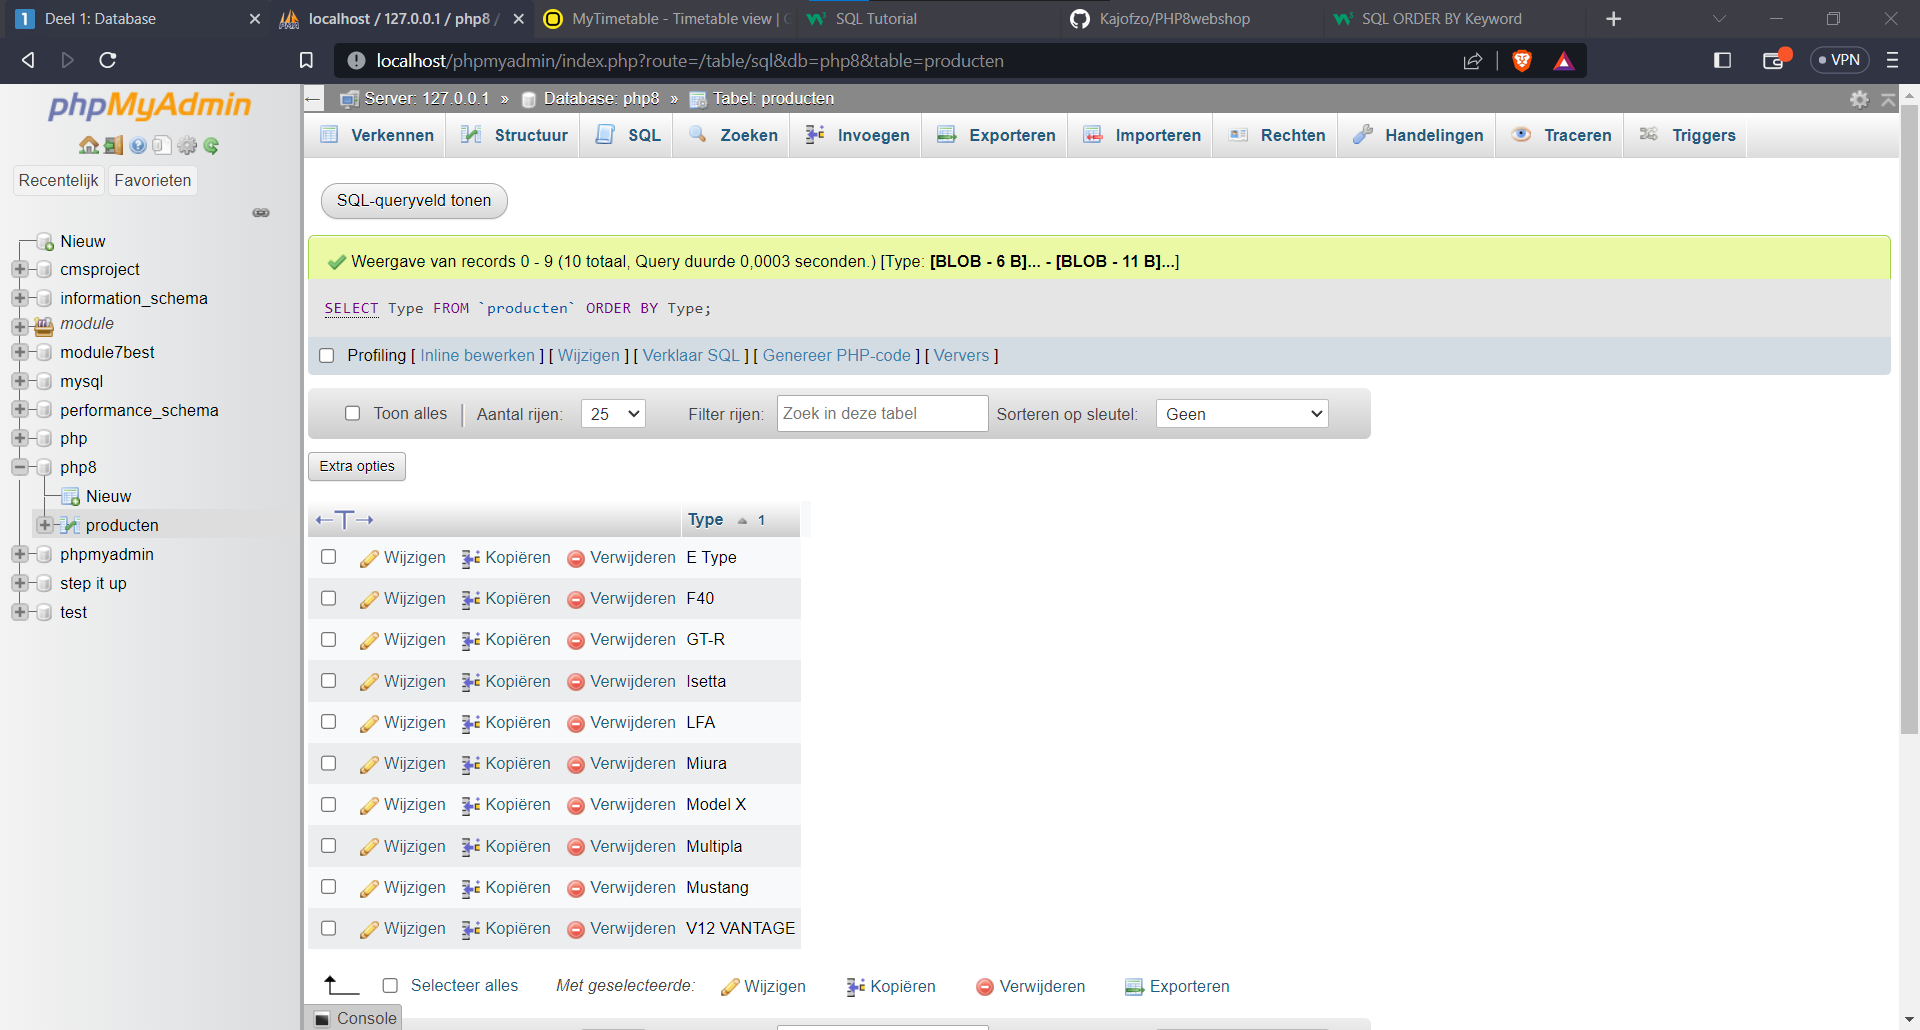 Deel 1: Database
localhost / 127.0.0.1 / php8 /
MyTimetable - Timetable view | G
SQL Tutorial
Kajofzo/PHP8webshop
SQL ORDER BY Keyword
localhost/phpmyadmin/index.php?route=/table/sql&db=php8&table=producten
VPN
phpMyAdmin
Recentelijk
Favorieten
Nieuw
cmsproject
information_schema
module
module7best
mysql
performance_schema
php
php8
Nieuw
producten
phpmyadmin
step it up
test
Server: 127.0.0.1 » Database: php8 » Tabel: producten
Verkennen
Structuur
SQL
Zoeken
Invoegen
Exporteren
Importeren
Rechten
Handelingen
Traceren
Triggers
SQL-queryveld tonen
Weergave van records 0 - 9 (10 totaal, Query duurde 0,0003 seconden.) [Type: [BLOB - 6 B]... - [BLOB - 11 B]...]
SELECT Type FROM `producten` ORDER BY Type;
Profiling [ Inline bewerken ] [ Wijzigen ] [ Verklaar SQL ] [ Genereer PHP-code ] [ Ververs ]
Toon alles | Aantal rijen: 25 Filter rijen: Zoek in deze tabel Sorteren op sleutel: Geen
Extra opties
←T→ Type 1
Wijzigen Kopiëren Verwijderen E Type
Wijzigen Kopiëren Verwijderen F40
Wijzigen Kopiëren Verwijderen GT-R
Wijzigen Kopiëren Verwijderen Isetta
Wijzigen Kopiëren Verwijderen LFA
Wijzigen Kopiëren Verwijderen Miura
Wijzigen Kopiëren Verwijderen Model X
Wijzigen Kopiëren Verwijderen Multipla
Wijzigen Kopiëren Verwijderen Mustang
Wijzigen Kopiëren Verwijderen V12 VANTAGE
Selecteer alles Met geselecteerde: Wijzigen Kopiëren Verwijderen Exporteren
Console